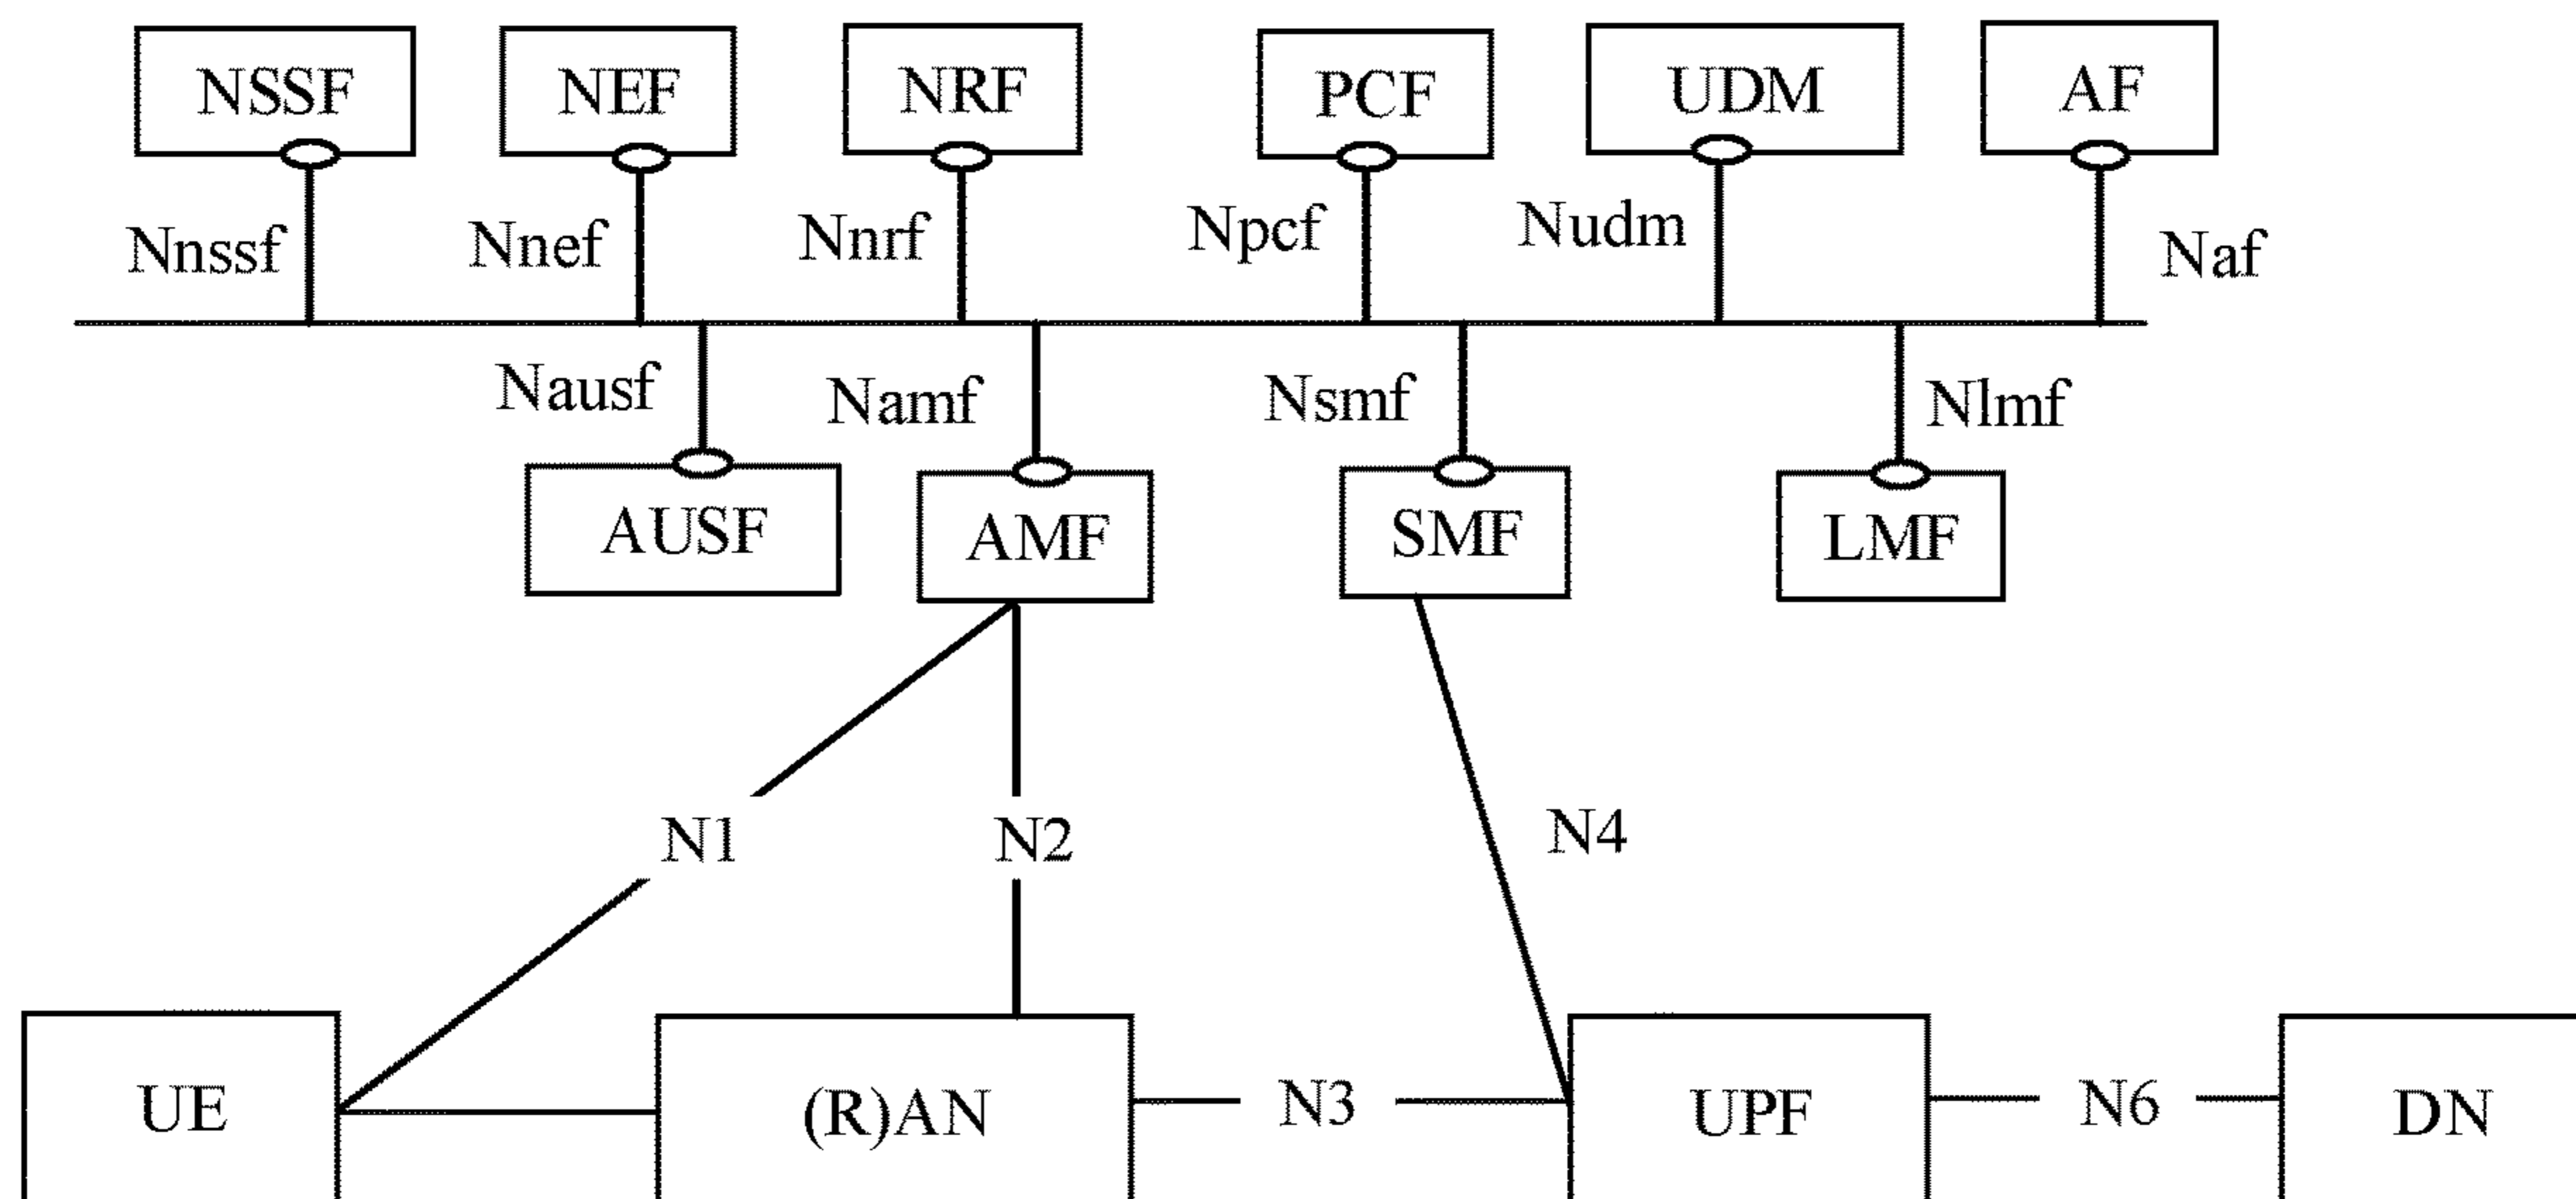 NSSF NEF NRF PCF UDM AF
Nnssf Nnef Nnrf Npcf Nudm Naf
Nausf Namf Nsmf Nlmf
AUSF AMF SMF LMF
N1 N2 N4
UE (R)AN N3 UPF N6 DN